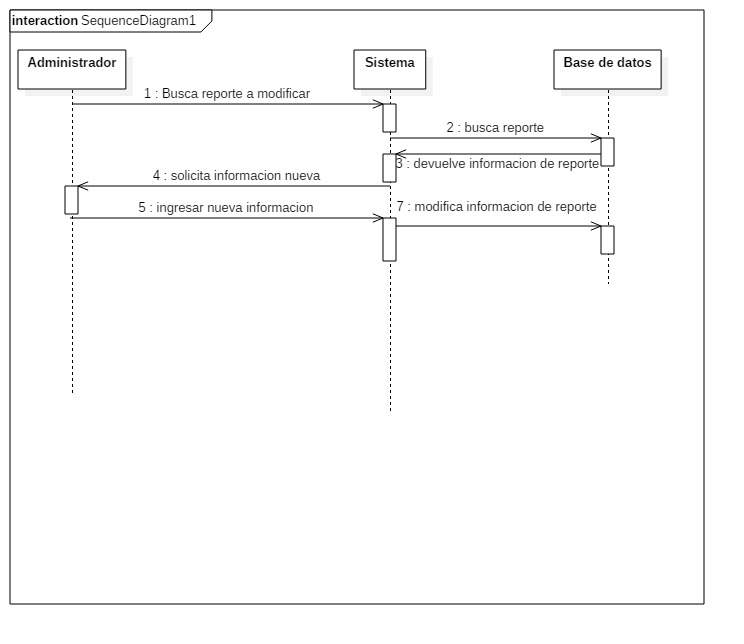 interaction SequenceDiagram1
Administrador
Sistema
Base de datos
1 : Busca reporte a modificar
2 : busca reporte
3 : devuelve informacion de reporte
4 : solicita informacion nueva
5 : ingresar nueva informacion
7 : modifica informacion de reporte